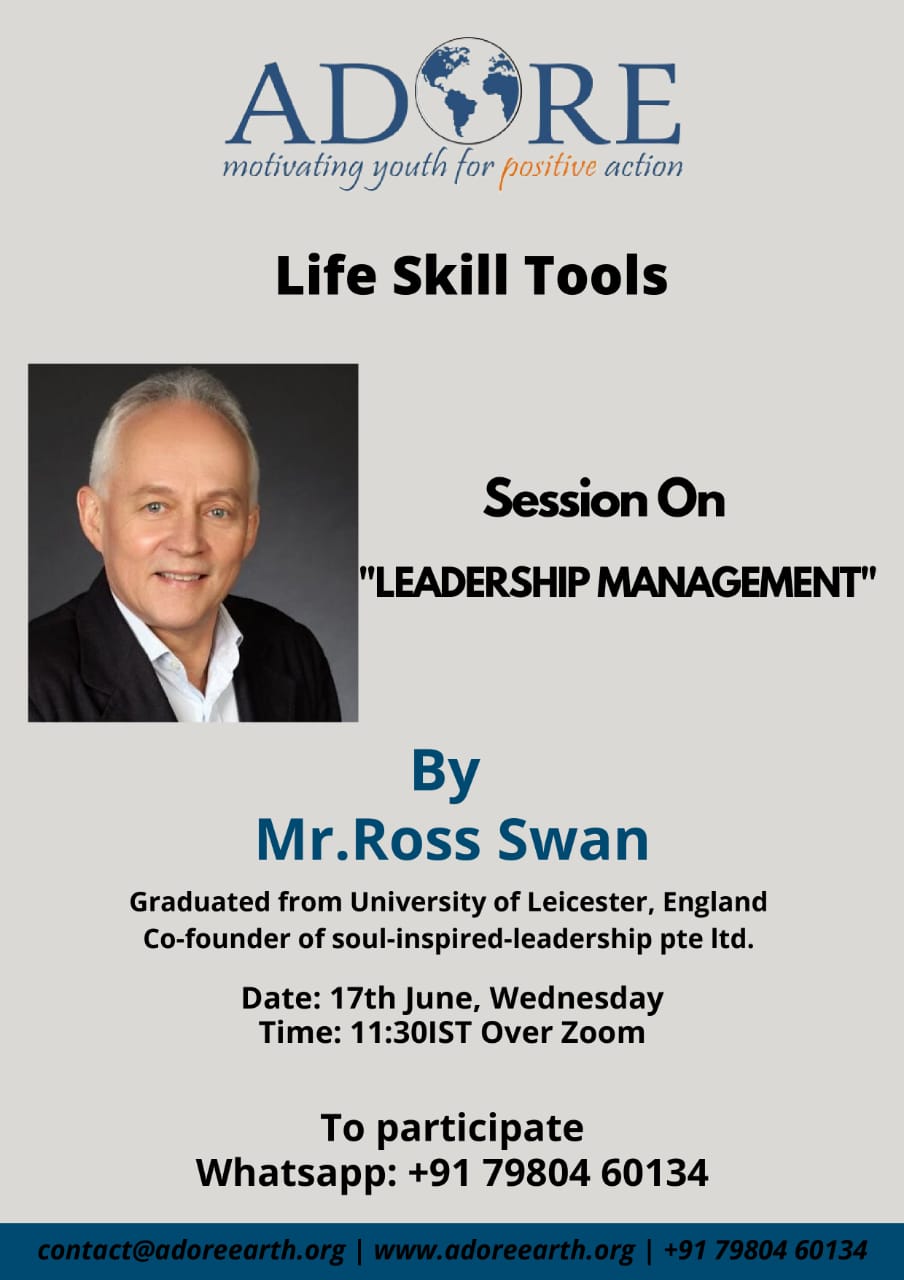 ADORE
motivating youth for positive action
Life Skill Tools
Session On
"LEADERSHIP MANAGEMENT"
By
Mr.Ross Swan
Graduated from University of Leicester, England
Co-founder of soul-inspired-leadership pte ltd.
Date: 17th June, Wednesday
Time: 11:30IST Over Zoom
To participate
Whatsapp: +91 79804 60134
contact@adoreearth.org | www.adoreearth.org | +91 79804 60134